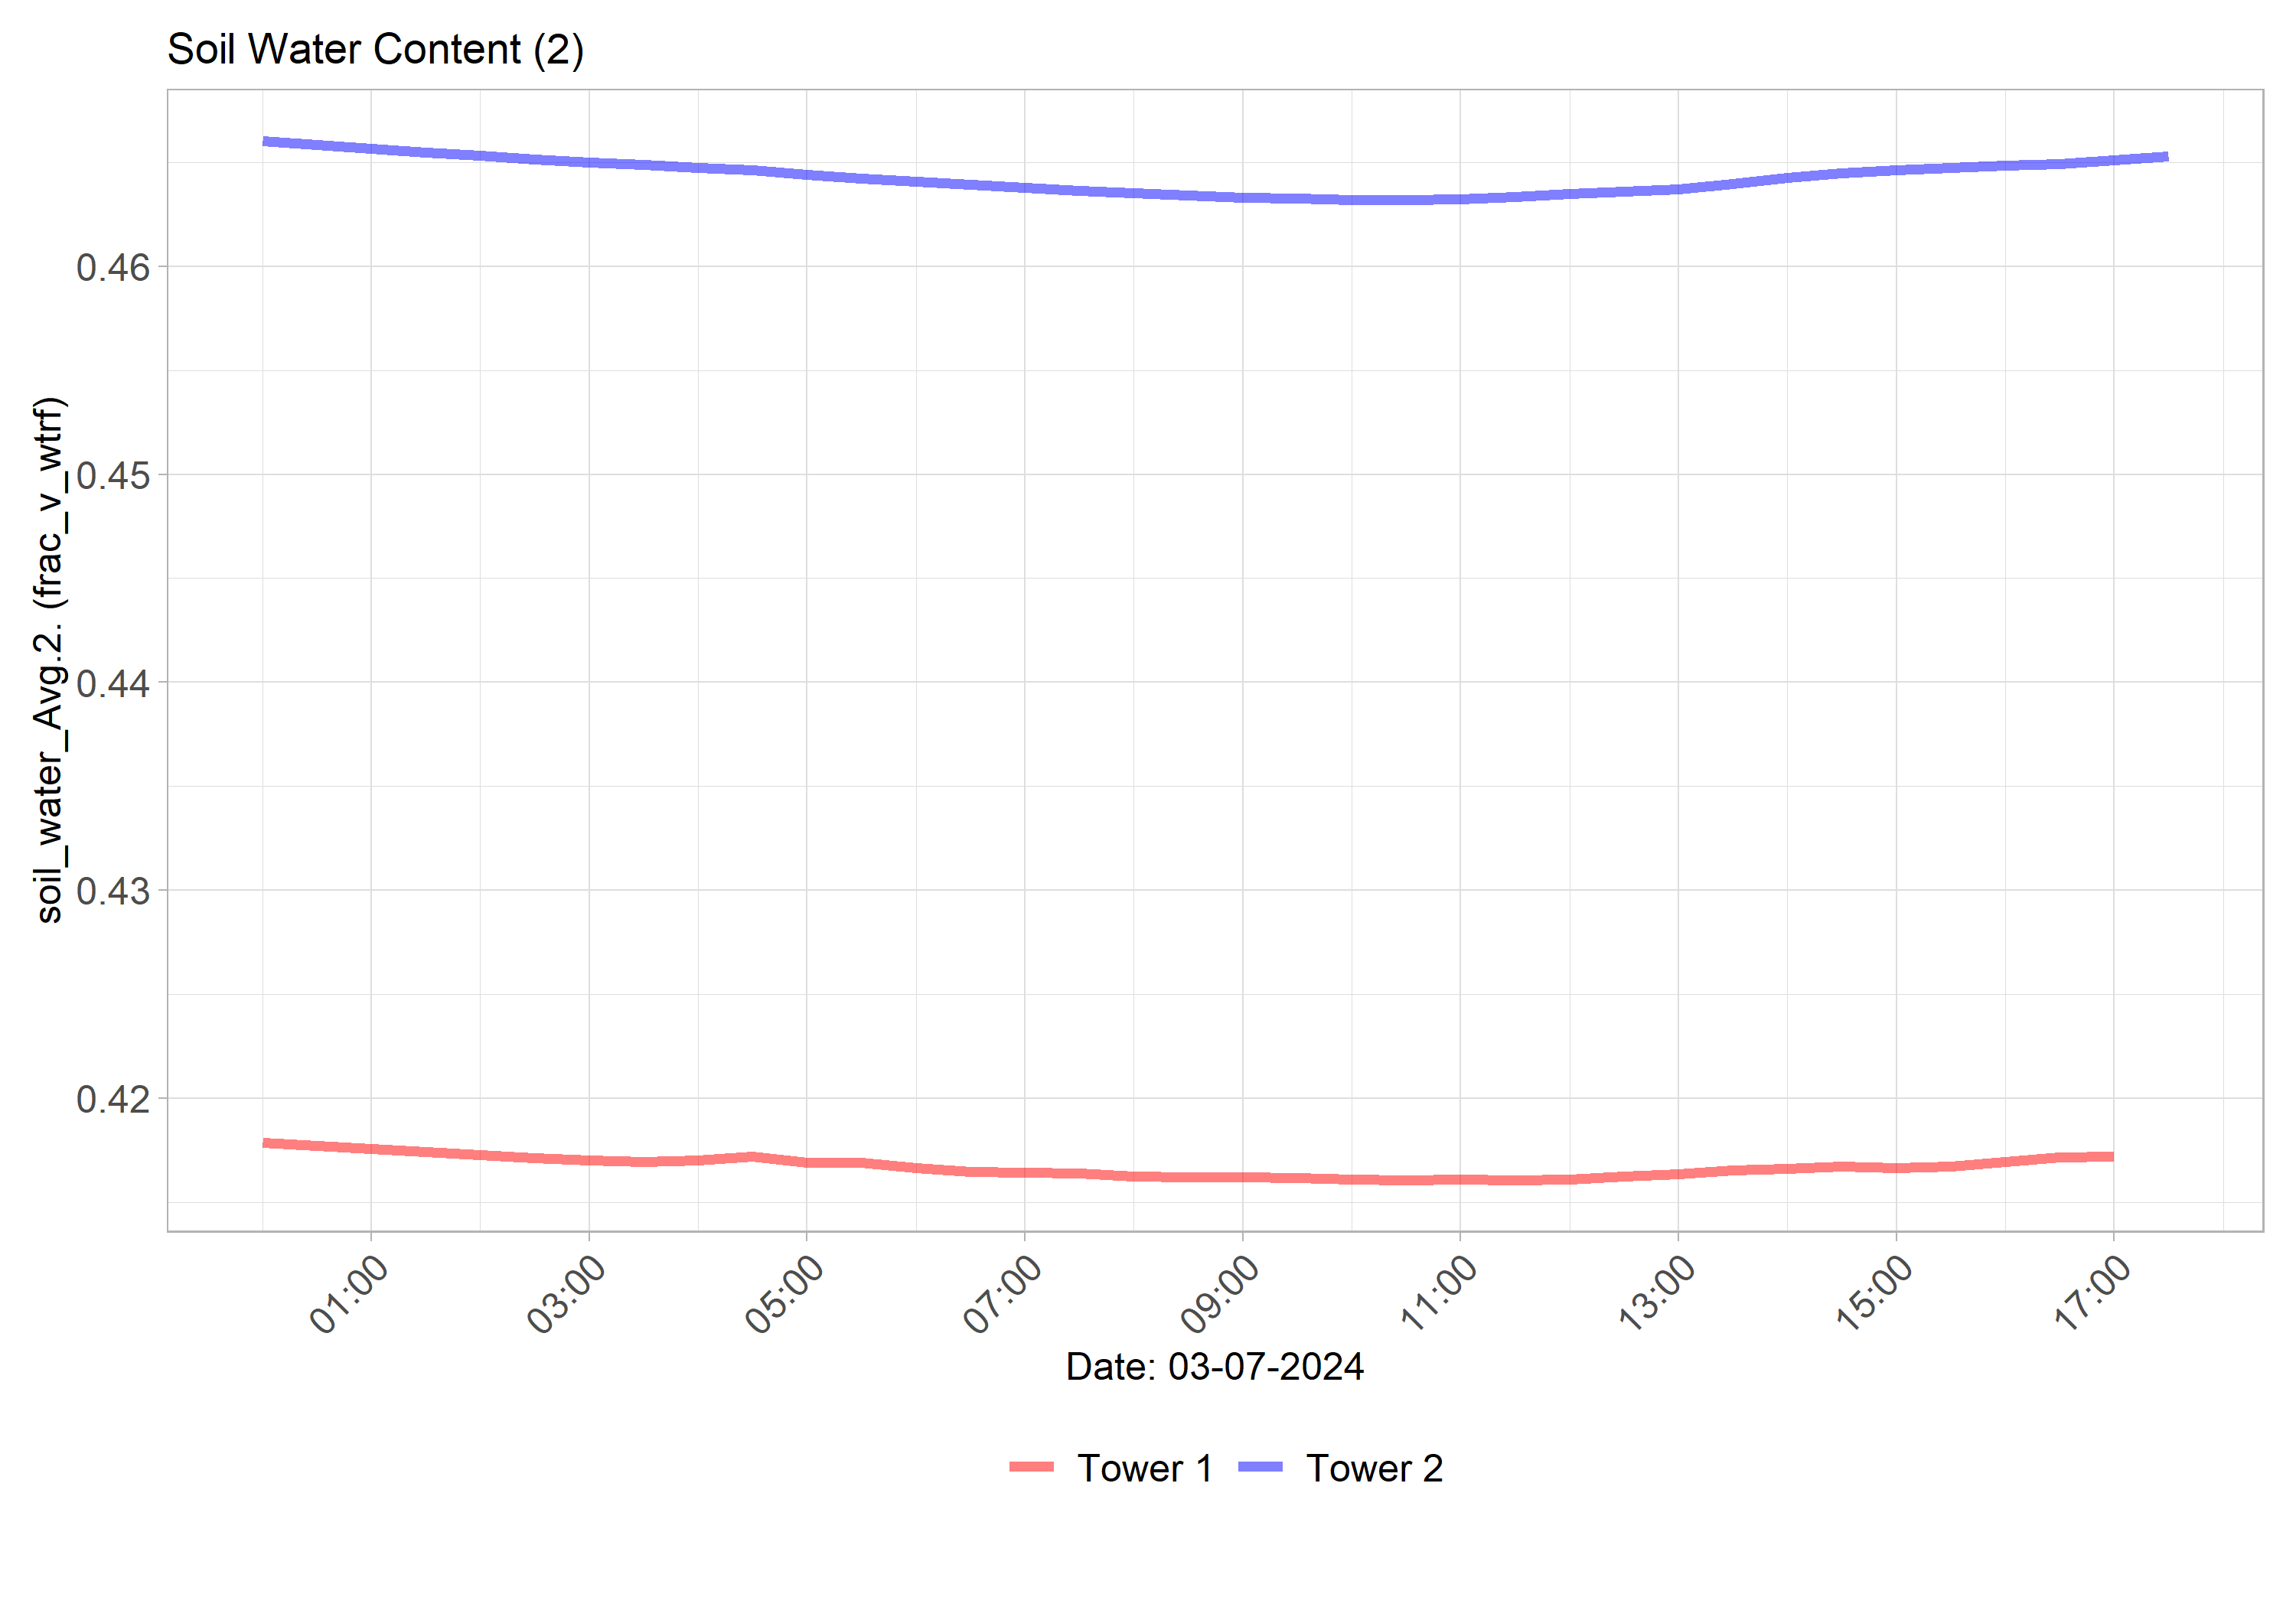 Soil Water Content (2)
soil_water_Avg.2. (frac_v_wtrf)
0.46
0.45
0.44
0.43
0.42
01:00
03:00
05:00
07:00
09:00
11:00
13:00
15:00
17:00
Date: 03-07-2024
Tower 1
Tower 2